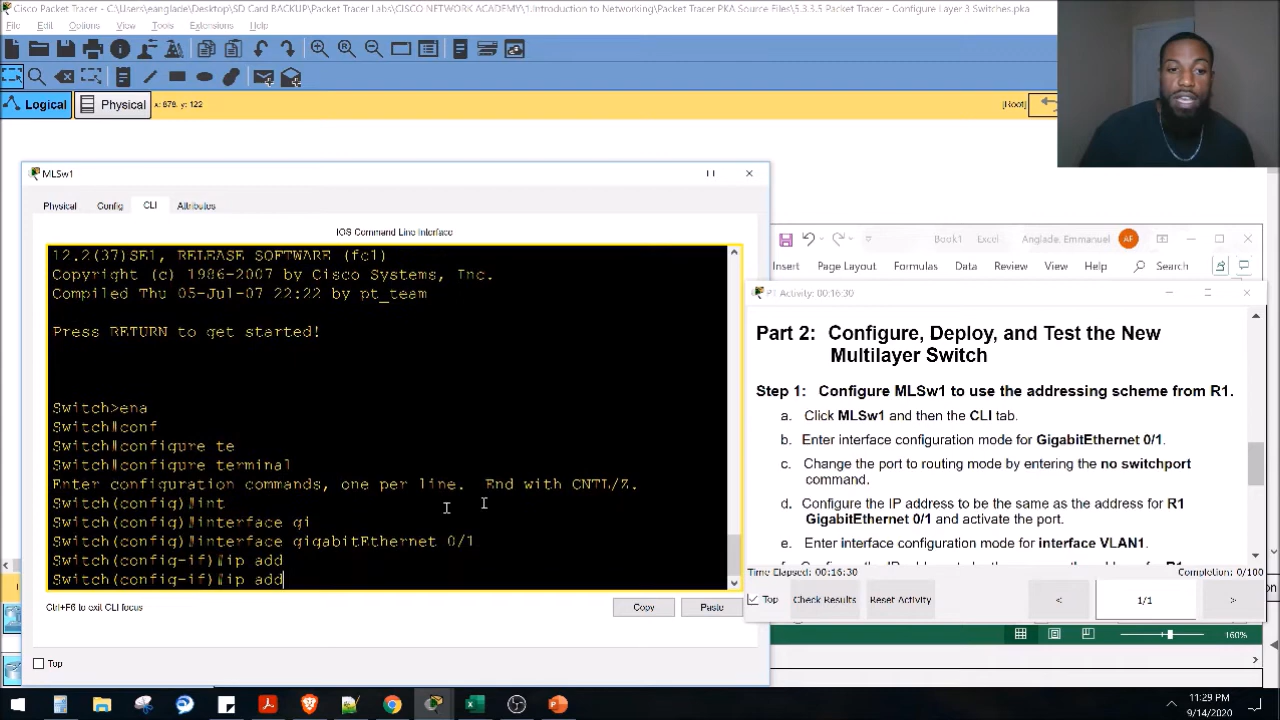 Cisco Packet Tracer - C:\Users\eanglade\Desktop\SD Card BACKUP\Packet Tracer Labs\CISCO NETWORK ACADEMY\1.Introduction to Networking\Packet Tracer PKA Source Files\5.3.3.5 Packet Tracer - Configure Layer 3 Switches.pka
File Edit Options View Tools Extensions Help
Logical Physical x: 678, y: 122 [Root]
MLSw1
Physical Config CLI Attributes
IOS Command Line Interface
12.2(37)SE1, RELEASE SOFTWARE (fc1)
Copyright (c) 1986-2007 by Cisco Systems, Inc.
Compiled Thu 05-Jul-07 22:22 by pt_team
Press RETURN to get started!
Switch>ena
Switch#conf
Switch#configure te
Switch#configure terminal
Enter configuration commands, one per line. End with CNTL/Z.
Switch(config)#int
Switch(config)#interface gi
Switch(config)#interface gigabitEthernet 0/1
Switch(config-if)#ip add
Switch(config-if)#ip add
Ctrl+F6 to exit CLI focus
Copy Paste
Top
Book1 Excel Anglade, Emmanuel AF
Insert Page Layout Formulas Data Review View Help Search
PT Activity: 00:16:30
Part 2: Configure, Deploy, and Test the New
Multilayer Switch
Step 1: Configure MLSw1 to use the addressing scheme from R1.
a. Click MLSw1 and then the CLI tab.
b. Enter interface configuration mode for GigabitEthernet 0/1.
c. Change the port to routing mode by entering the no switchport
command.
d. Configure the IP address to be the same as the address for R1
GigabitEthernet 0/1 and activate the port.
e. Enter interface configuration mode for interface VLAN1.
Time Elapsed: 00:16:30 Completion: 0/100
Top Check Results Reset Activity < 1/1 >
160%
11:29 PM
9/14/2020